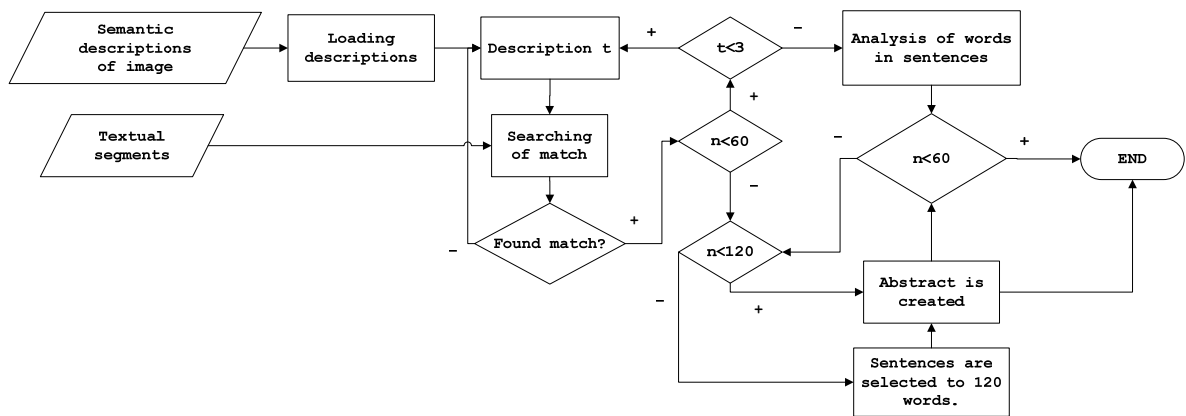 Semantic
descriptions
of image
Loading
descriptions
Description t
+
t<3
–
Analysis of words
in sentences
Textual
segments
Searching
of match
+
n<60
–
–
n<60
+
END
Found match?
+
–
n<120
–
+
Abstract is
created
Sentences are
selected to 120
words.